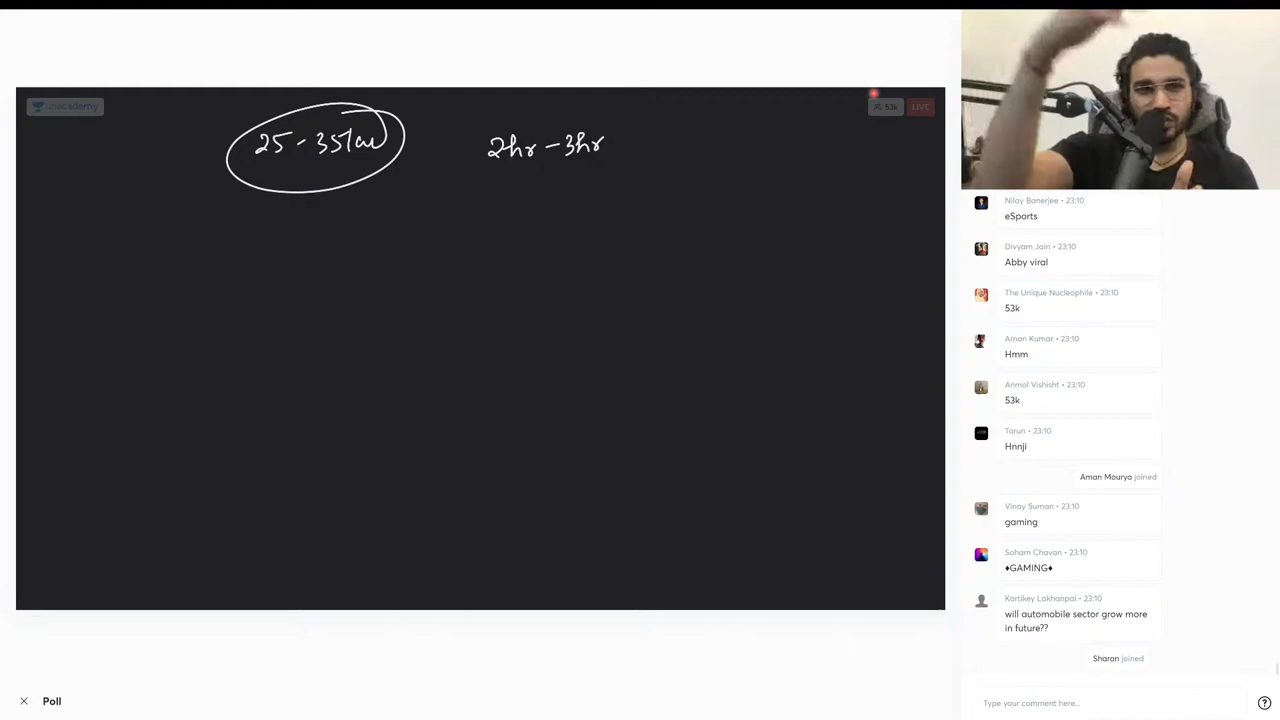 unacademy
53k
LIVE
25 - 35 Lac
2hr - 3hr
Nilay Banerjee • 23:10
eSports
Divyam Jain • 23:10
Abby viral
The Unique Nucleophile • 23:10
53k
Aman Kumar • 23:10
Hmm
Anmol Vishisht • 23:10
53k
Tarun • 23:10
Hnnji
Aman Mourya joined
Vinay Suman • 23:10
gaming
Soham Chavan • 23:10
♦GAMING♦
Kartikey Lakhanpal • 23:10
will automobile sector grow more
in future??
Sharan joined
Type your comment here...
?
× Poll